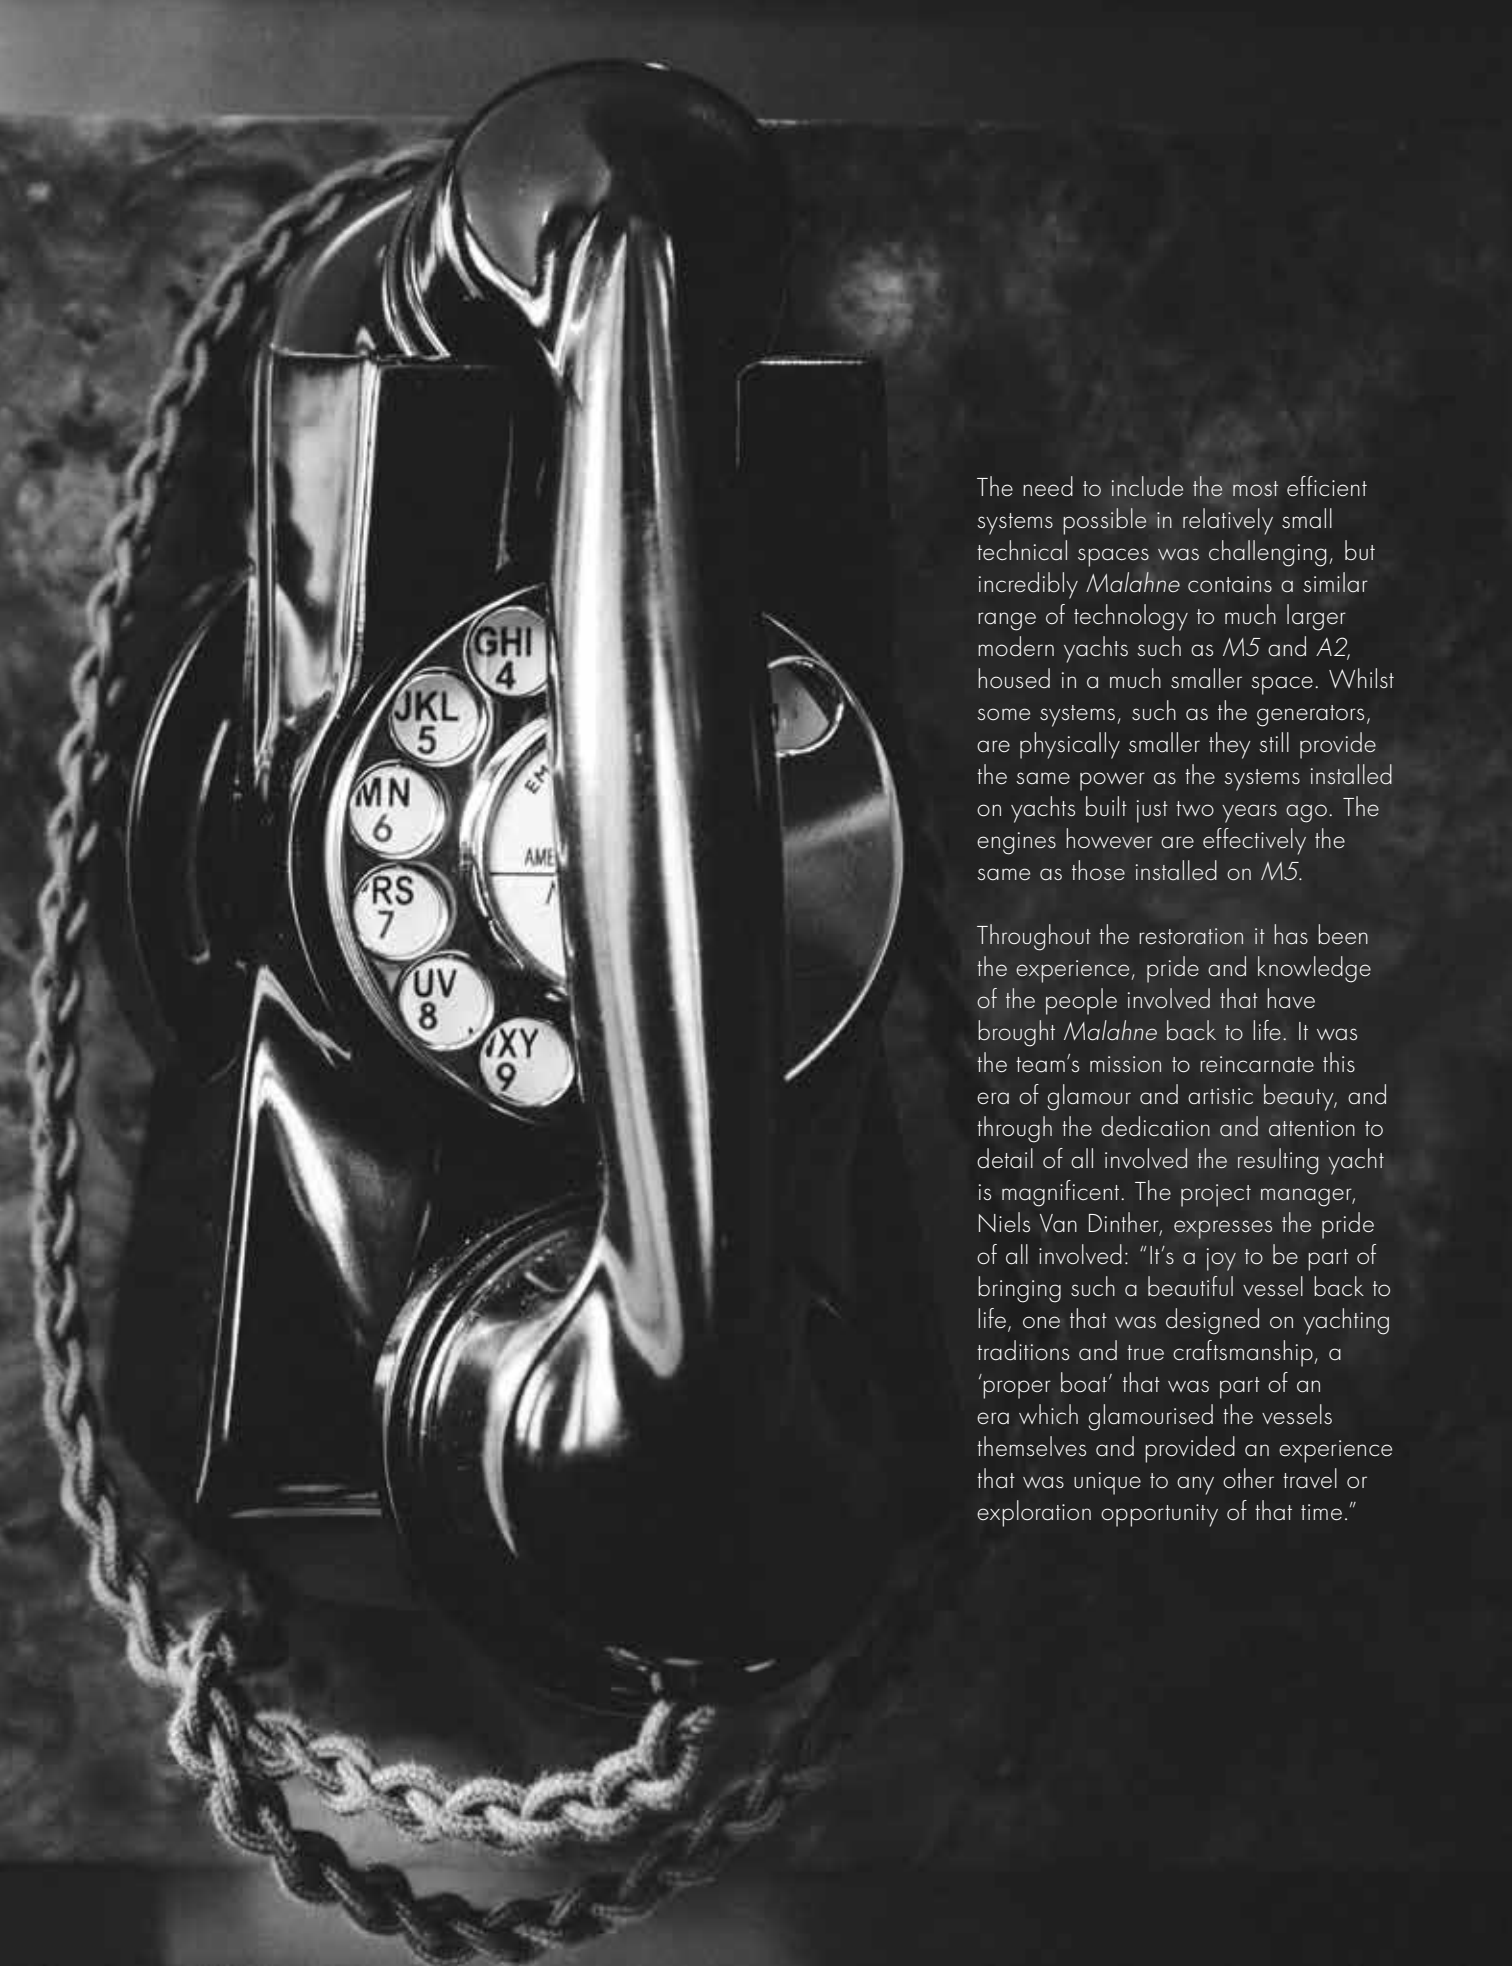 GHI
4
JKL
5
MN
6
RS
7
UV
8
XY
9
The need to include the most efficient
systems possible in relatively small
technical spaces was challenging, but
incredibly Malahne contains a similar
range of technology to much larger
modern yachts such as M5 and A2,
housed in a much smaller space. Whilst
some systems, such as the generators,
are physically smaller they still provide
the same power as the systems installed
on yachts built just two years ago. The
engines however are effectively the
same as those installed on M5.
Throughout the restoration it has been
the experience, pride and knowledge
of the people involved that have
brought Malahne back to life. It was
the team’s mission to reincarnate this
era of glamour and artistic beauty, and
through the dedication and attention to
detail of all involved the resulting yacht
is magnificent. The project manager,
Niels Van Dinther, expresses the pride
of all involved: “It’s a joy to be part of
bringing such a beautiful vessel back to
life, one that was designed on yachting
traditions and true craftsmanship, a
‘proper boat’ that was part of an
era which glamourised the vessels
themselves and provided an experience
that was unique to any other travel or
exploration opportunity of that time.”